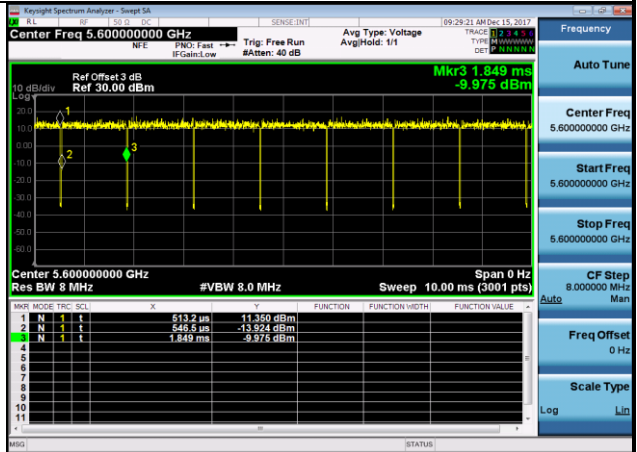 Keysight Spectrum Analyzer - Swept SA
RL RF 50 Ω DC SENSE:INT 09:29:21 AM Dec 15, 2017
Center Freq 5.600000000 GHz Avg Type: Voltage TRACE 1 2 3 4 5 6
NFE PNO: Fast Trig: Free Run Avg|Hold: 1/1 TYPE M WWWWW
IFGain:Low #Atten: 40 dB DET P N N N N N
Frequency
Auto Tune
Center Freq
5.600000000 GHz
Start Freq
5.600000000 GHz
Stop Freq
5.600000000 GHz
CF Step
8.000000 MHz
Auto Man
Freq Offset
0 Hz
Scale Type
Log Lin
Ref Offset 3 dB Mkr3 1.849 ms
10 dB/div Ref 30.00 dBm -9.975 dBm
Log
20.0
10.0
0.00
-10.0
-20.0
-30.0
-40.0
-50.0
-60.0
1
2
3
Center 5.600000000 GHz Span 0 Hz
Res BW 8 MHz #VBW 8.0 MHz Sweep 10.00 ms (3001 pts)
MKR MODE TRC SCL X Y FUNCTION FUNCTION WIDTH FUNCTION VALUE
1 N 1 t 513.2 µs 11.350 dBm
2 N 1 t 546.5 µs -13.924 dBm
3 N 1 t 1.849 ms -9.975 dBm
4
5
6
7
8
9
10
11
MSG STATUS